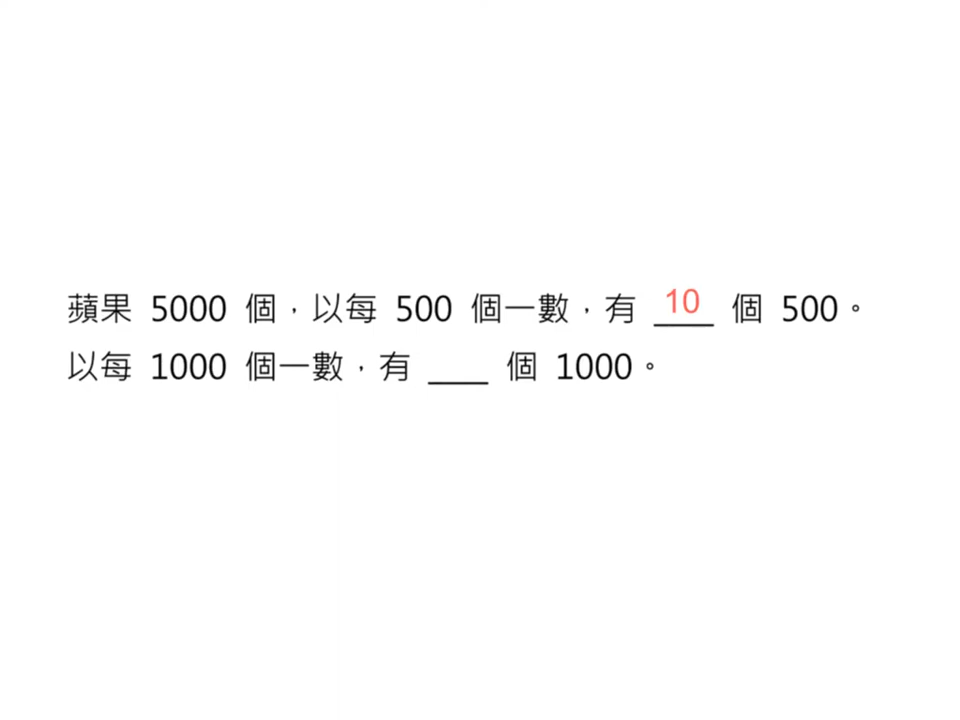 蘋果 5000 個，以每 500 個一數，有 10 個 500。
以每 1000 個一數，有 ___ 個 1000。